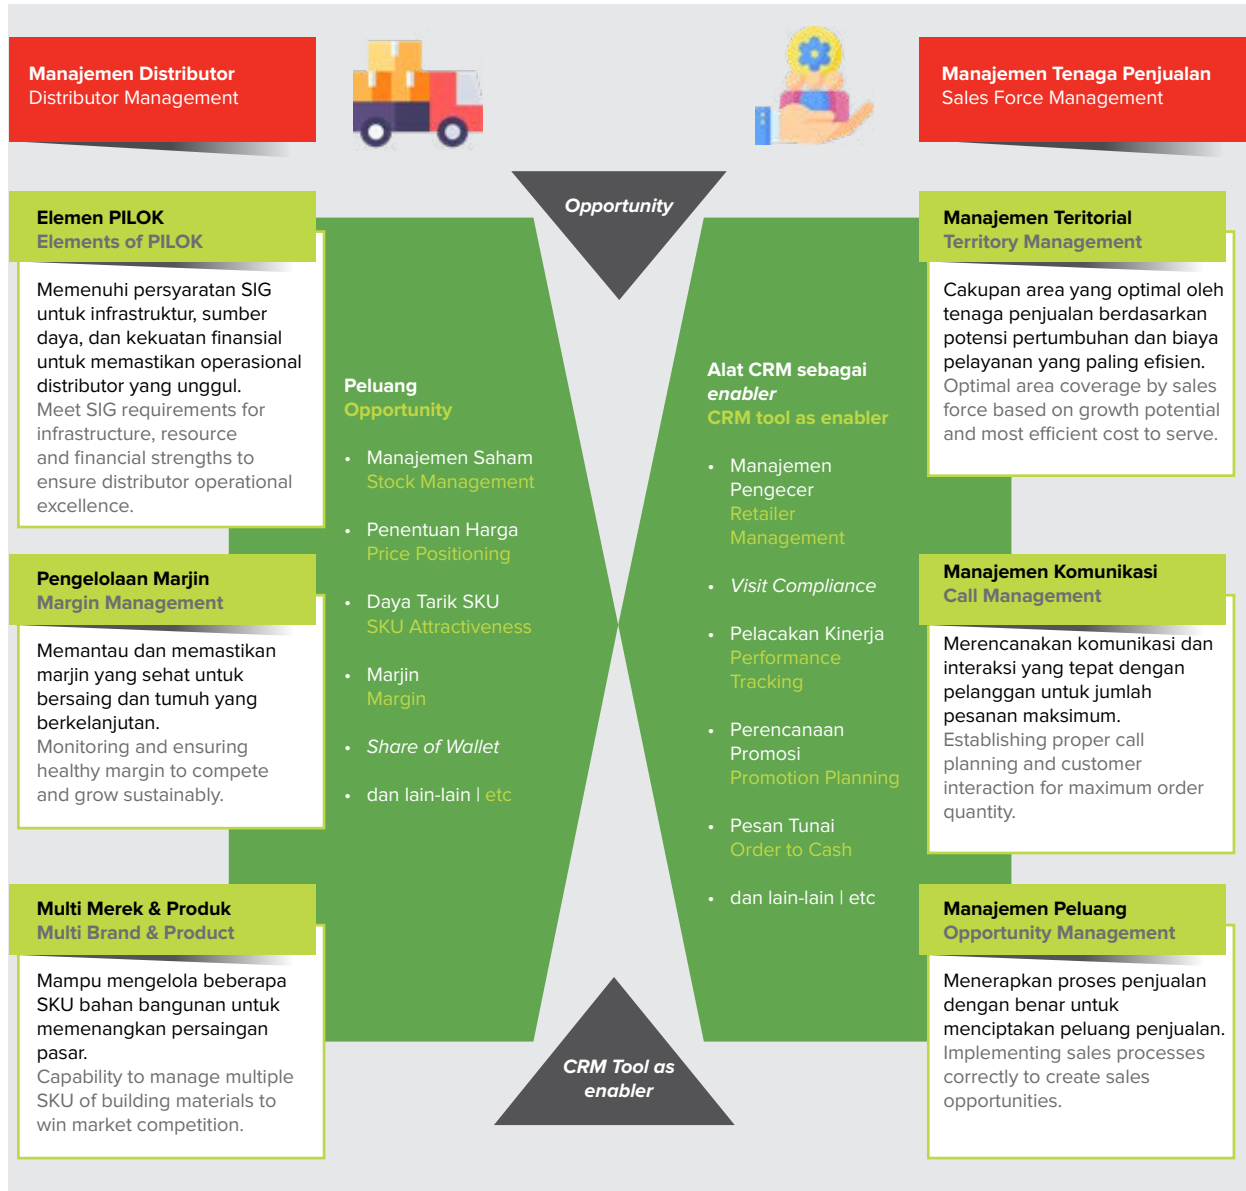 Manajemen Distributor
Distributor Management
Manajemen Tenaga Penjualan
Sales Force Management
Opportunity
Elemen PILOK
Elements of PILOK
Memenuhi persyaratan SIG
untuk infrastruktur, sumber
daya, dan kekuatan finansial
untuk memastikan operasional
distributor yang unggul.
Meet SIG requirements for
infrastructure, resource
and financial strengths to
ensure distributor operational
excellence.
Pengelolaan Marjin
Margin Management
Memantau dan memastikan
marjin yang sehat untuk
bersaing dan tumuh yang
berkelanjutan.
Monitoring and ensuring
healthy margin to compete
and grow sustainably.
Multi Merek & Produk
Multi Brand & Product
Mampu mengelola beberapa
SKU bahan bangunan untuk
memenangkan persaingan
pasar.
Capability to manage multiple
SKU of building materials to
win market competition.
Peluang
Opportunity
• Manajemen Saham
Stock Management
• Penentuan Harga
Price Positioning
• Daya Tarik SKU
SKU Attractiveness
• Marjin
Margin
• Share of Wallet
• dan lain-lain | etc
Alat CRM sebagai
enabler
CRM tool as enabler
• Manajemen
Pengecer
Retailer
Management
• Visit Compliance
• Pelacakan Kinerja
Performance
Tracking
• Perencanaan
Promosi
Promotion Planning
• Pesan Tunai
Order to Cash
• dan lain-lain | etc
CRM Tool as
enabler
Manajemen Teritorial
Territory Management
Cakupan area yang optimal oleh
tenaga penjualan berdasarkan
potensi pertumbuhan dan biaya
pelayanan yang paling efisien.
Optimal area coverage by sales
force based on growth potential
and most efficient cost to serve.
Manajemen Komunikasi
Call Management
Merencanakan komunikasi dan
interaksi yang tepat dengan
pelanggan untuk jumlah
pesanan maksimum.
Establishing proper call
planning and customer
interaction for maximum order
quantity.
Manajemen Peluang
Opportunity Management
Menerapkan proses penjualan
dengan benar untuk
menciptakan peluang penjualan.
Implementing sales processes
correctly to create sales
opportunities.